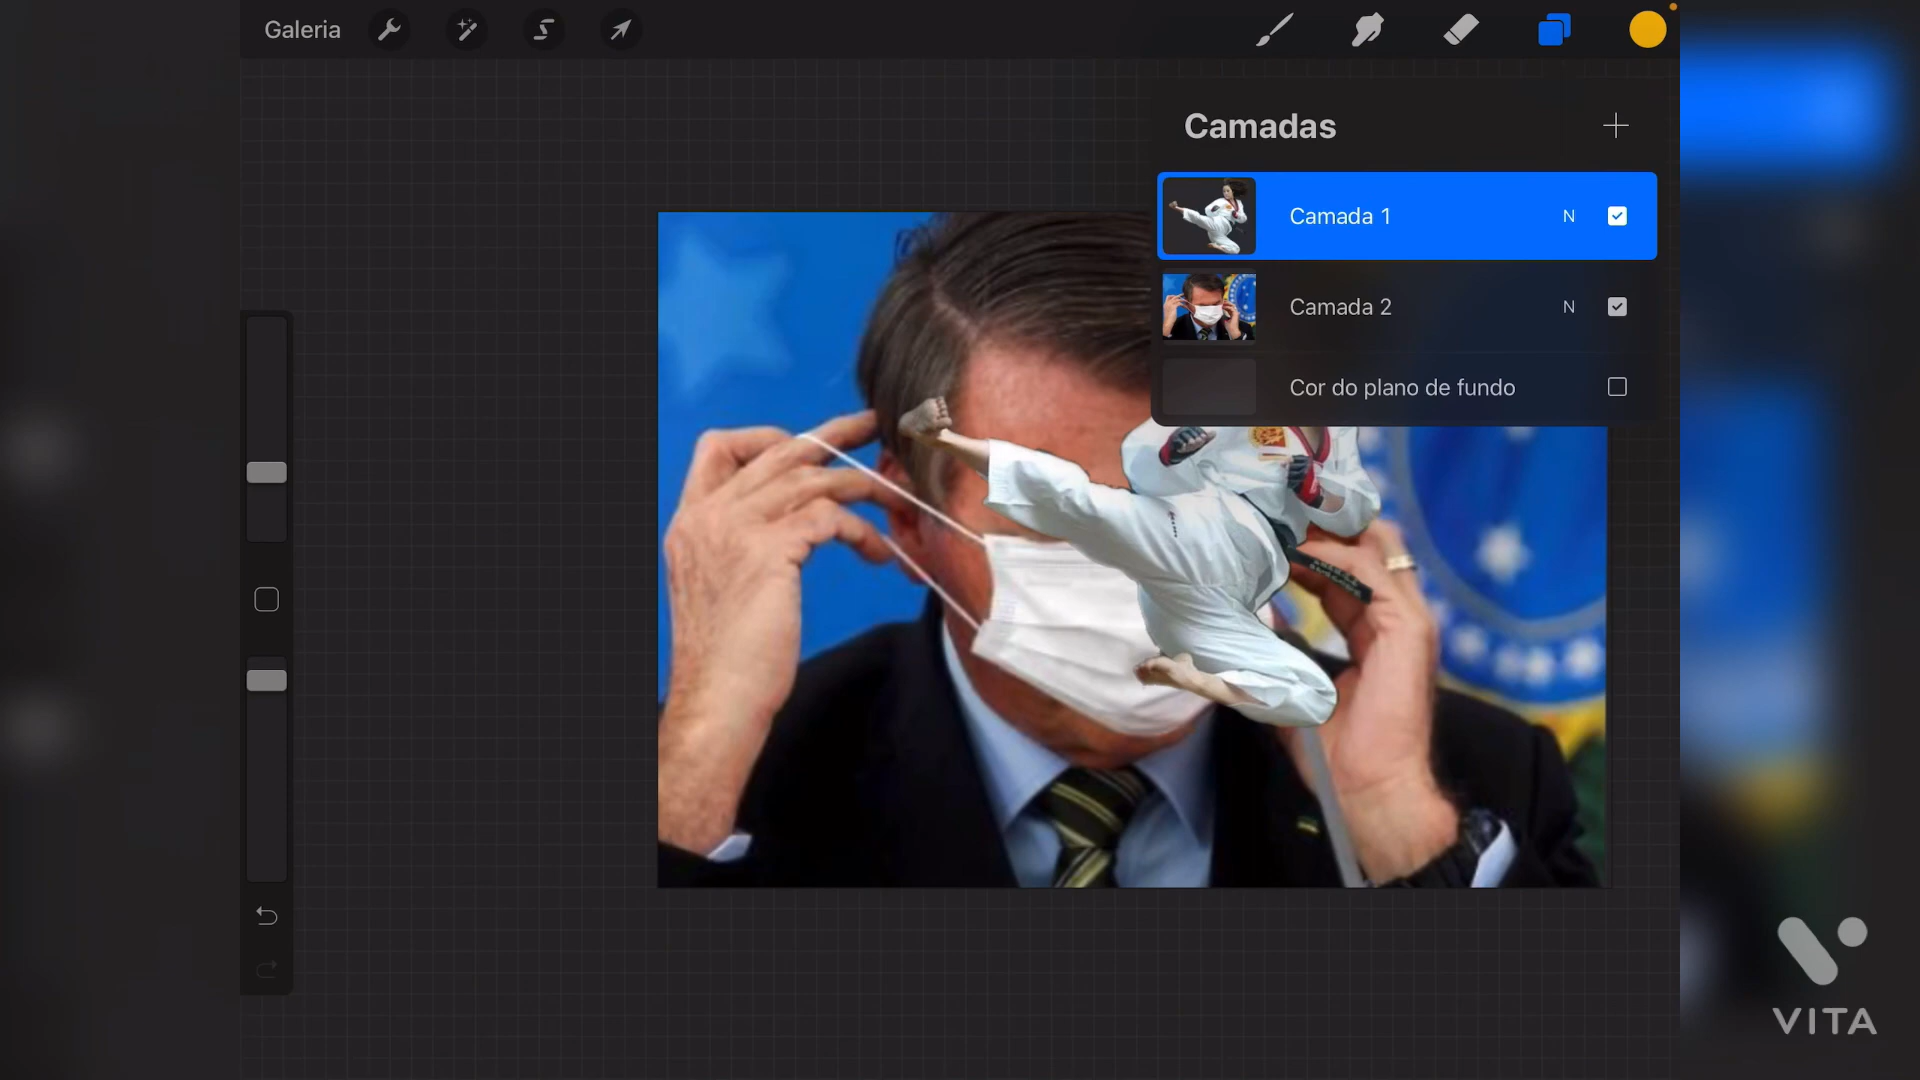 Galeria
Camadas
Camada 1
N
Camada 2
N
Cor do plano de fundo
VITA